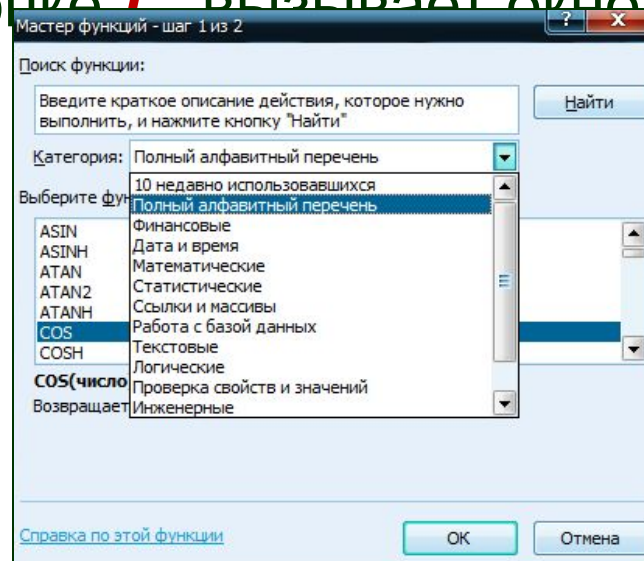 вызывает окно
Мастер функций - шаг 1 из 2
Поиск функции:
Введите краткое описание действия, которое нужно
выполнить, и нажмите кнопку "Найти"
Найти
Категория: Полный алфавитный перечень
10 недавно использовавшихся
Полный алфавитный перечень
Финансовые
Дата и время
Математические
Статистические
Ссылки и массивы
Работа с базой данных
Текстовые
Логические
Проверка свойств и значений
Инженерные
Выберите
ASIN
ASINH
ATAN
ATAN2
ATANH
COS
COSH
COS(число
Возвращает
Справка по этой функции
ОК
Отмена